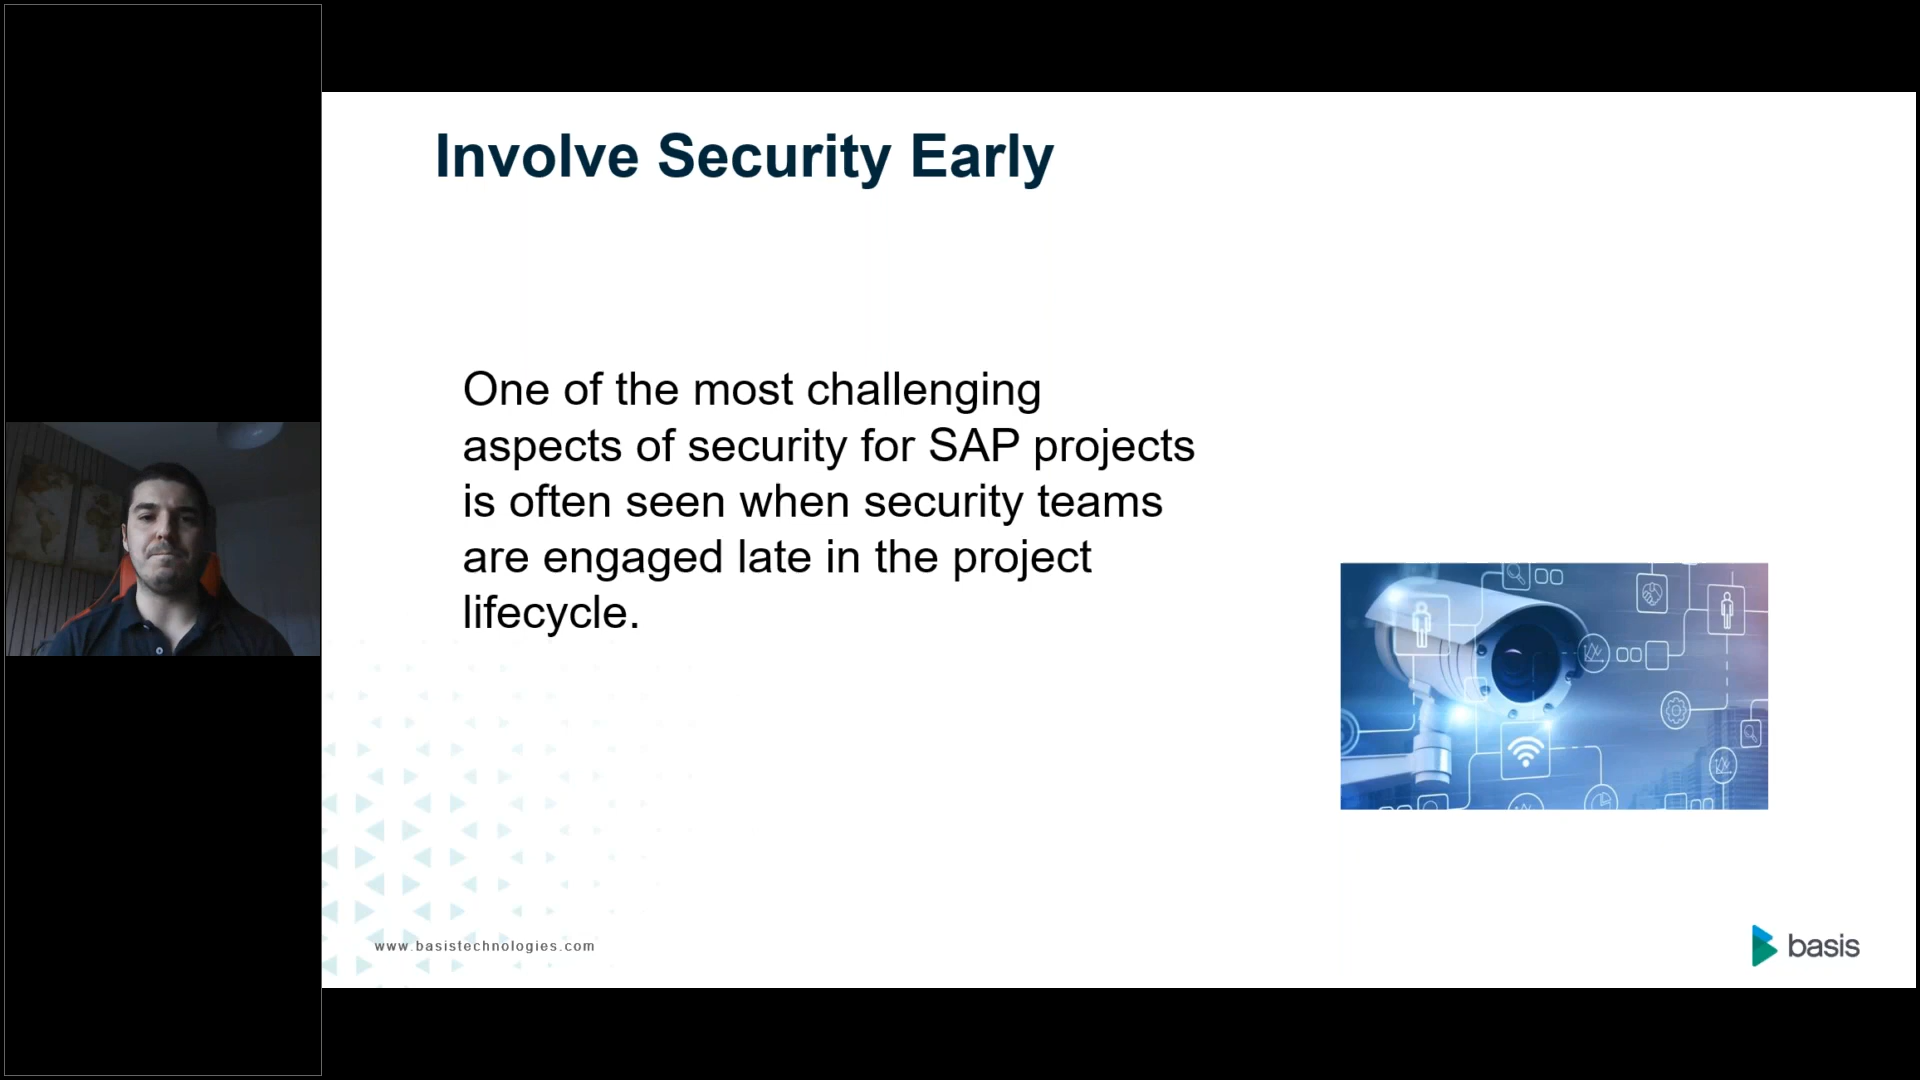 Involve Security Early
One of the most challenging
aspects of security for SAP projects
is often seen when security teams
are engaged late in the project
lifecycle.
www.basistechnologies.com
basis